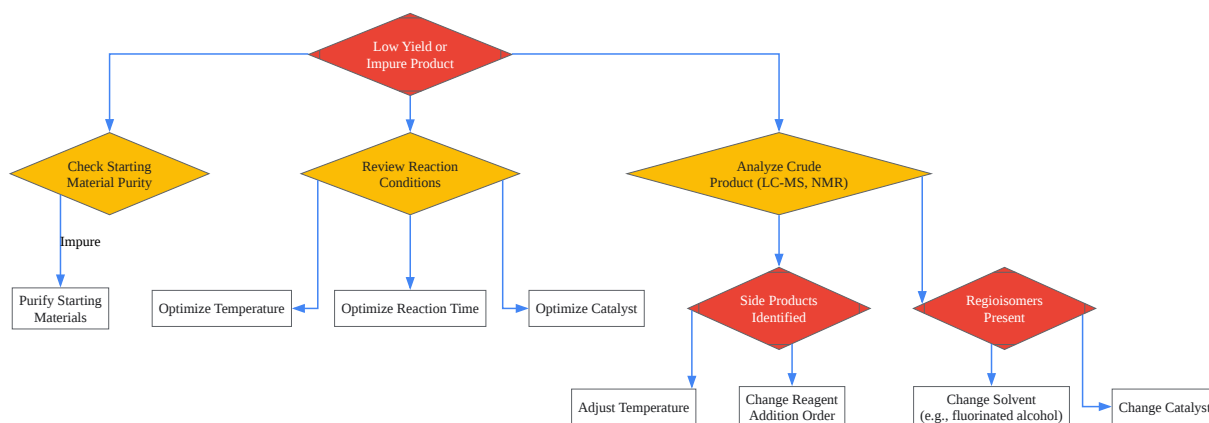 Low Yield or
Impure Product
Check Starting
Material Purity
Review Reaction
Conditions
Analyze Crude
Product (LC-MS, NMR)
Impure
Purify Starting
Materials
Optimize Temperature
Optimize Reaction Time
Optimize Catalyst
Side Products
Identified
Regioisomers
Present
Adjust Temperature
Change Reagent
Addition Order
Change Solvent
(e.g., fluorinated alcohol)
Change Catalyst